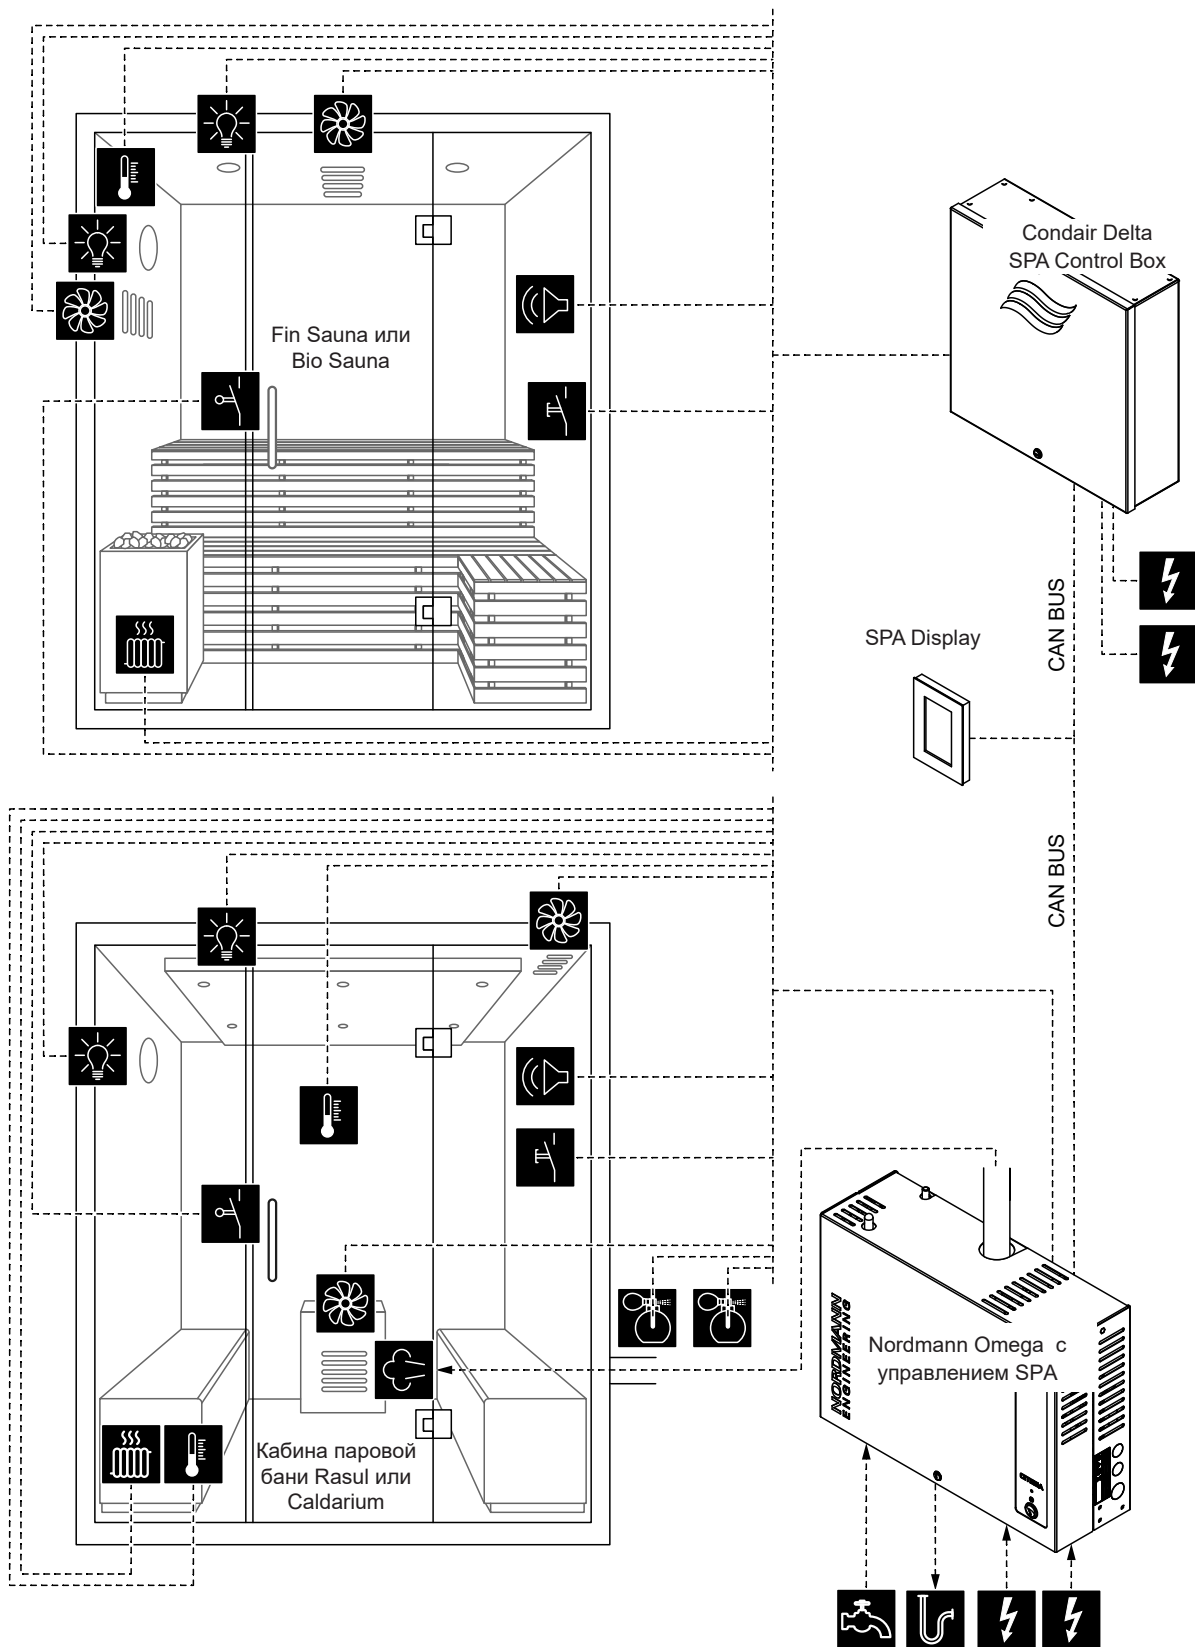 Condair Delta
SPA Control Box
Fin Sauna или
Bio Sauna
CAN BUS
SPA Display
CAN BUS
NORDMANN
ENGINEERING
Nordmann Omega с
управлением SPA
Кабина паровой
бани Rasul или
Caldarium
OMEGA